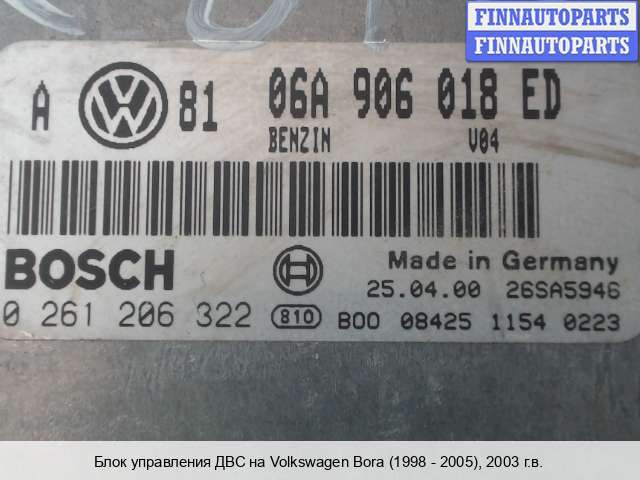 FINNAUTOPARTS
FINNAUTOPARTS
A VW 81 06A 906 018 ED
BENZIN V04
BOSCH
Made in Germany
25.04.00 26SA5946
0 261 206 322 810 B00 08425 1154 0223
Блок управления ДВС на Volkswagen Bora (1998 - 2005), 2003 г.в.